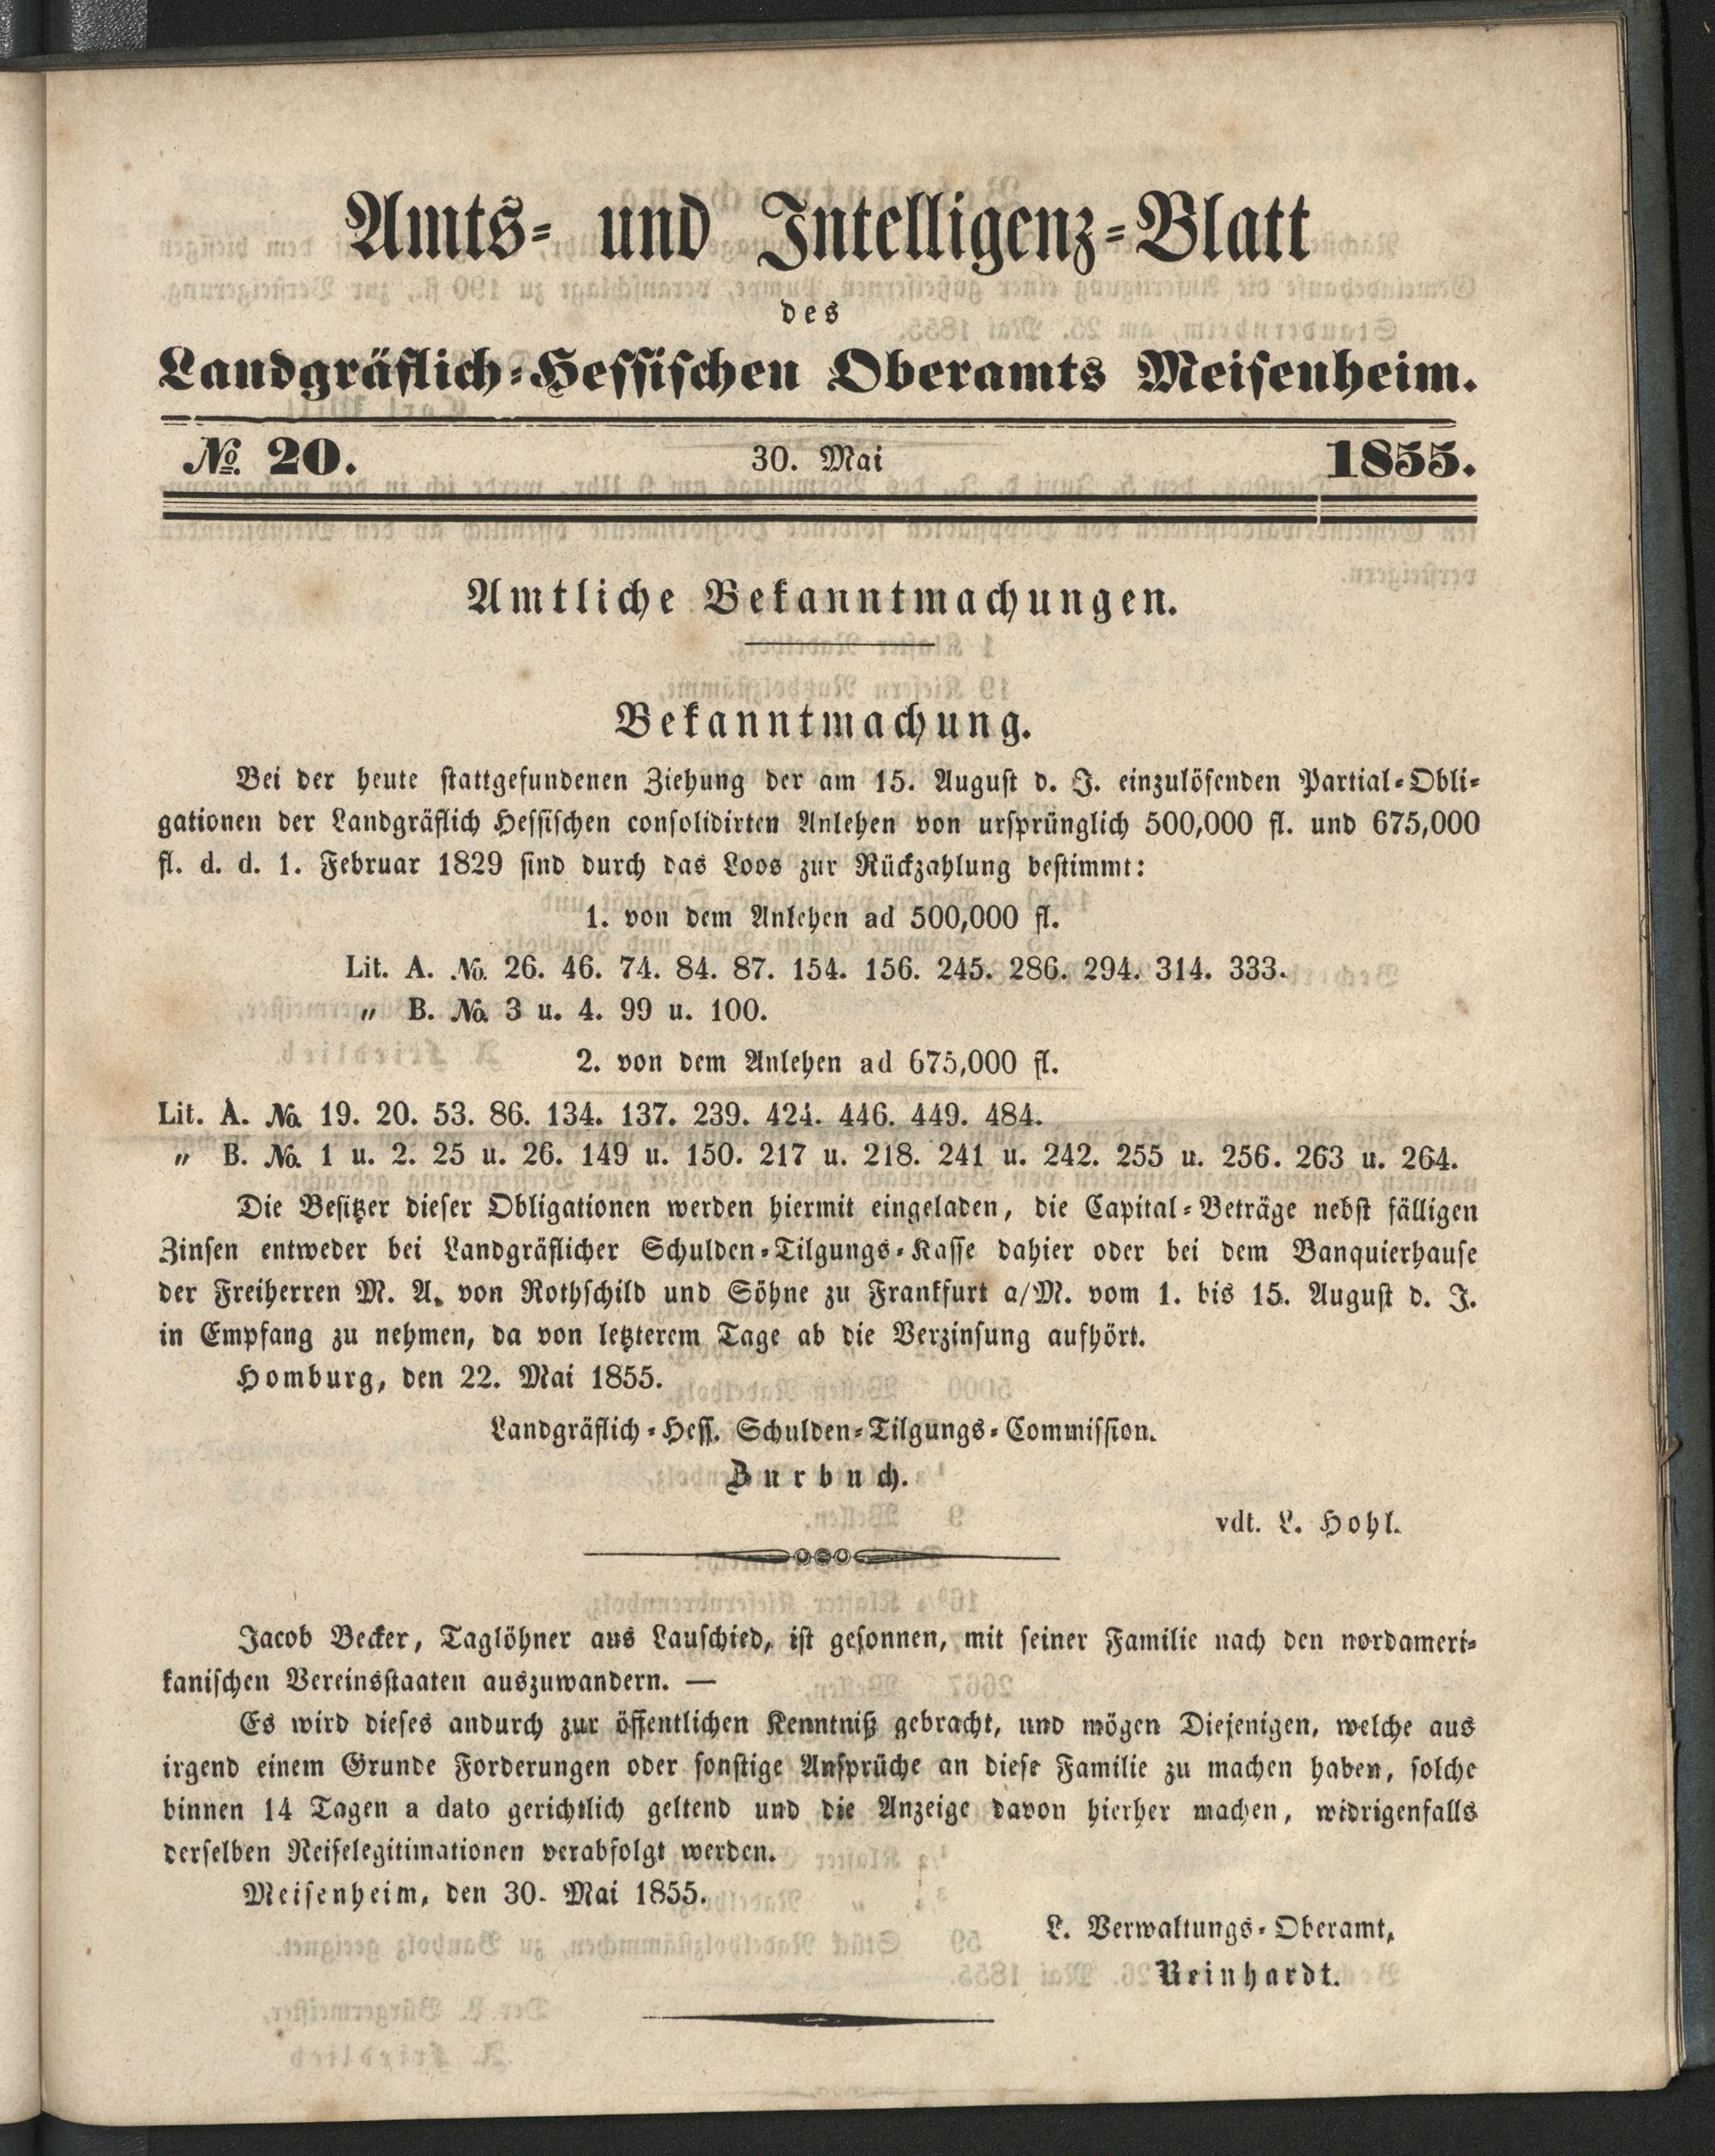 Amts- und Intelligenz-Blatt
des
Landgräflich-Hessischen Oberamts Meisenheim.
No. 20. 30. Mai 1855.
Amtliche Bekanntmachungen.
Bekanntmachung.
Bei der heute stattgefundenen Ziehung der am 15. August d. J. einzulösenden Partial-Obli-
gationen der Landgräflich Hessischen consolidirten Anlehen von ursprünglich 500,000 fl. und 675,000
fl. d. d. 1. Februar 1829 sind durch das Loos zur Rückzahlung bestimmt:
1. von dem Anlehen ad 500,000 fl.
Lit. A. No. 26. 46. 74. 84. 87. 154. 156. 245. 286. 294. 314. 333.
„ B. No. 3 u. 4. 99 u. 100.
2. von dem Anlehen ad 675,000 fl.
Lit. A. No. 19. 20. 53. 86. 134. 137. 239. 424. 446. 449. 484.
„ B. No. 1 u. 2. 25 u. 26. 149 u. 150. 217 u. 218. 241 u. 242. 255 u. 256. 263 u. 264.
Die Besitzer dieser Obligationen werden hiermit eingeladen, die Capital-Beträge nebst fälligen
Zinsen entweder bei Landgräflicher Schulden-Tilgungs-Kasse dahier oder bei dem Banquierhause
der Freiherren M. A. von Rothschild und Söhne zu Frankfurt a/M. vom 1. bis 15. August d. J.
in Empfang zu nehmen, da von letzterem Tage ab die Verzinsung aufhört.
Homburg, den 22. Mai 1855.
Landgräflich-Hess. Schulden-Tilgungs-Commission.
Zurbuch.
vdt. L. Hohl.
Jacob Becker, Taglöhner aus Lauschied, ist gesonnen, mit seiner Familie nach den nordameri-
kanischen Vereinsstaaten auszuwandern. —
Es wird dieses andurch zur öffentlichen Kenntniß gebracht, und mögen Diejenigen, welche aus
irgend einem Grunde Forderungen oder sonstige Ansprüche an diese Familie zu machen haben, solche
binnen 14 Tagen a dato gerichtlich geltend und die Anzeige davon hierher machen, widrigenfalls
derselben Reiselegitimationen verabfolgt werden.
Meisenheim, den 30. Mai 1855.
L. Verwaltungs-Oberamt,
Reinhardt.